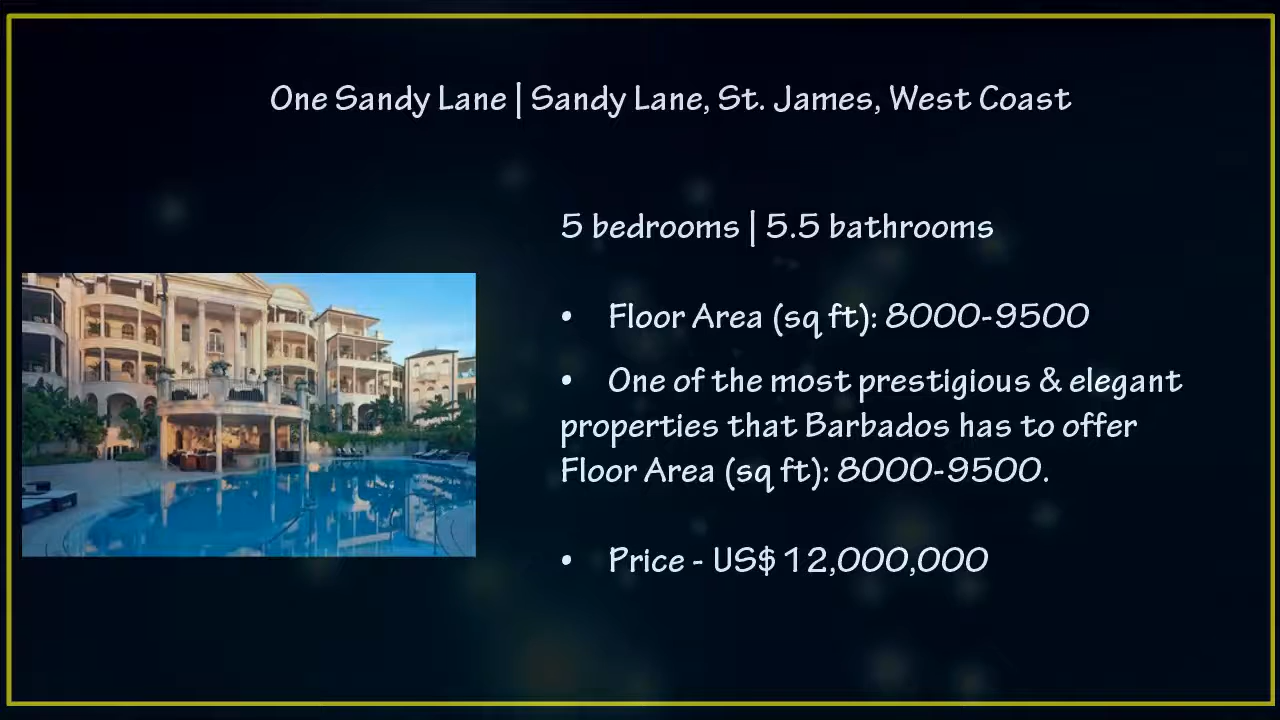 One Sandy Lane | Sandy Lane, St. James, West Coast
5 bedrooms | 5.5 bathrooms
• Floor Area (sq ft): 8000-9500
• One of the most prestigious & elegant
properties that Barbados has to offer
Floor Area (sq ft): 8000-9500.
• Price - US$ 12,000,000